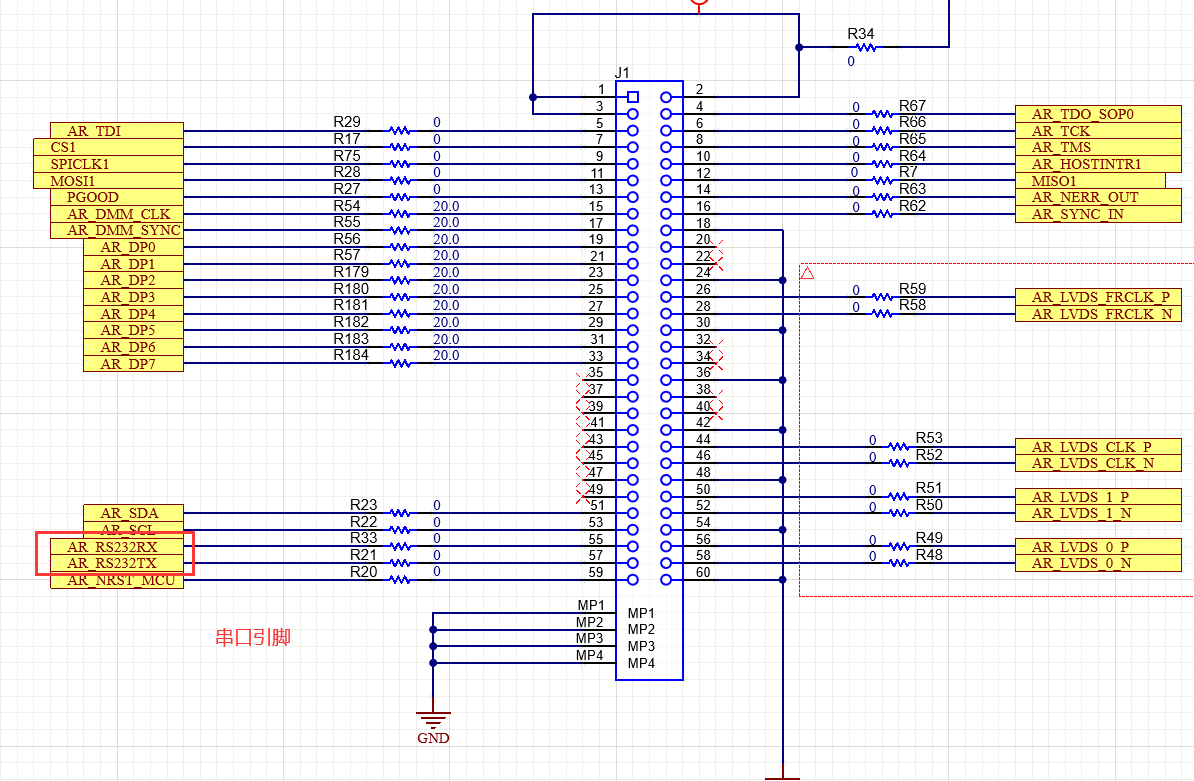 R34
0
J1
1 2
3 4 0 R67 AR_TDO_SOP0
AR_TDI R29 0 5 6 0 R66 AR_TCK
CS1 R17 0 7 8 0 R65 AR_TMS
SPICLK1 R75 0 9 10 0 R64 AR_HOSTINTR1
MOSI1 R28 0 11 12 0 R7 MISO1
PGOOD R27 0 13 14 0 R63 AR_NERR_OUT
AR_DMM_CLK R54 20.0 15 16 0 R62 AR_SYNC_IN
AR_DMM_SYNC R55 20.0 17 18
AR_DP0 R56 20.0 19 20
AR_DP1 R57 20.0 21 22
AR_DP2 R179 20.0 23 24
AR_DP3 R180 20.0 25 26 0 R59 AR_LVDS_FRCLK_P
AR_DP4 R181 20.0 27 28 0 R58 AR_LVDS_FRCLK_N
AR_DP5 R182 20.0 29 30
AR_DP6 R183 20.0 31 32
AR_DP7 R184 20.0 33 34
35 36
37 38
39 40
41 42
43 44 0 R53 AR_LVDS_CLK_P
45 46 0 R52 AR_LVDS_CLK_N
47 48
49 50 0 R51 AR_LVDS_1_P
AR_SDA R23 0 51 52 0 R50 AR_LVDS_1_N
AR_SCL R22 0 53 54
AR_RS232RX R33 0 55 56 0 R49 AR_LVDS_0_P
AR_RS232TX R21 0 57 58 0 R48 AR_LVDS_0_N
AR_NRST_MCU R20 0 59 60
MP1 MP1
MP2 MP2
MP3 MP3
MP4 MP4
串口引脚
GND